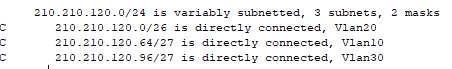 210.210.120.0/24 is variably subnetted, 3 subnets, 2 masks
C 210.210.120.0/26 is directly connected, Vlan20
C 210.210.120.64/27 is directly connected, Vlan10
C 210.210.120.96/27 is directly connected, Vlan30